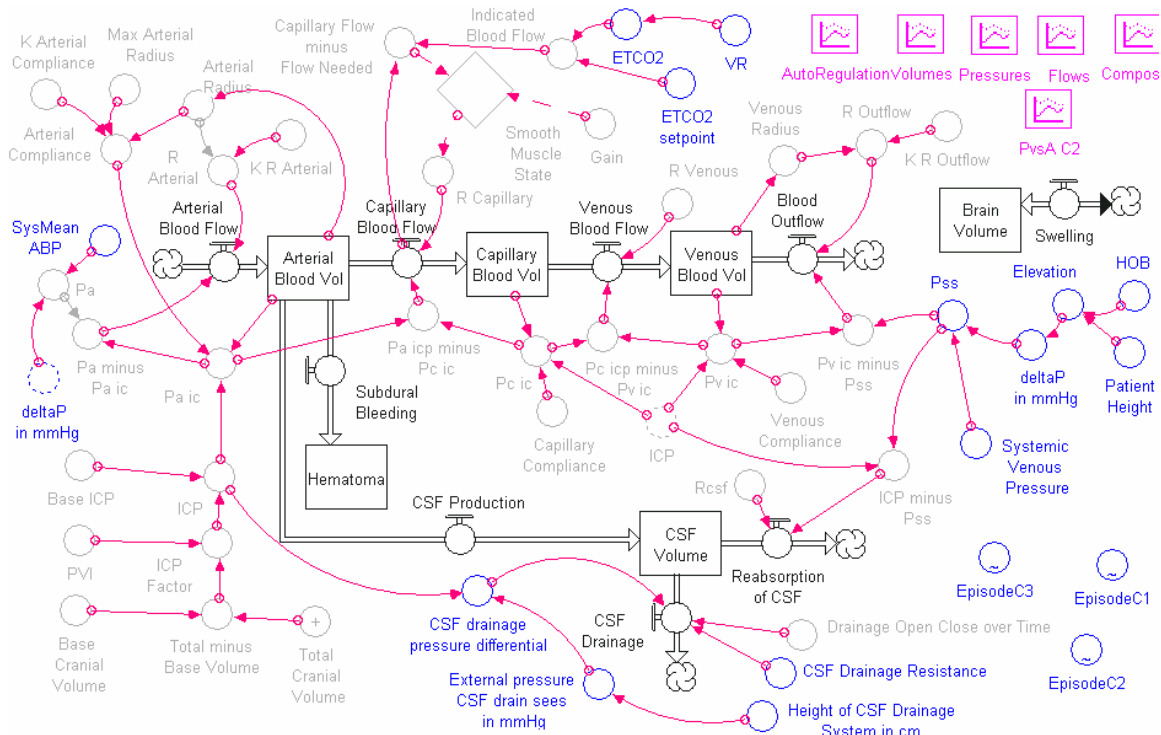 K Arterial
Compliance
Max Arterial
Radius
Arterial
Radius
Capillary Flow
minus
Flow Needed
Indicated
Blood Flow
ETCO2
VR
ETCO2
setpoint
AutoRegulation
Volumes
Pressures
Flows
Compos
PvsA C2
Arterial
Compliance
R
Arterial
K R Arterial
Smooth
Muscle
State
Gain
R Capillary
R Venous
Venous
Radius
R Outflow
K R Outflow
SysMean
ABP
Arterial
Blood Flow
Capillary
Blood Flow
Venous
Blood Flow
Blood
Outflow
Arterial
Blood Vol
Capillary
Blood Vol
Venous
Blood Vol
Brain
Volume
Swelling
Pa
Pa minus
Pa ic
Pa ic
Pa icp minus
Pc ic
Pc ic
Pc icp minus
Pv ic
Pv ic
Pv ic minus
Pss
Pss
Elevation
HOB
deltaP
in mmHg
Patient
Height
deltaP
in mmHg
Subdural
Bleeding
Capillary
Compliance
ICP
Venous
Compliance
Systemic
Venous
Pressure
Hematoma
Base ICP
ICP
CSF Production
Rcsf
ICP minus
Pss
CSF
Volume
Reabsorption
of CSF
PVI
ICP
Factor
EpisodeC3
EpisodeC1
EpisodeC2
Base
Cranial
Volume
Total minus
Base Volume
+
Total
Cranial
Volume
CSF drainage
pressure differential
CSF
Drainage
Drainage Open Close over Time
CSF Drainage Resistance
External pressure
CSF drain sees
in mmHg
Height of CSF Drainage
System in cm
~
~
~